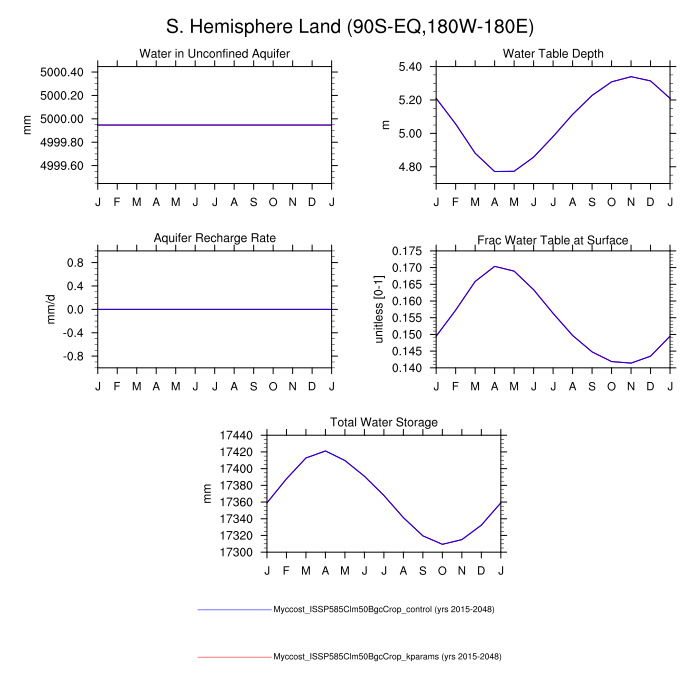 S. Hemisphere Land (90S-EQ,180W-180E)
Water in Unconfined Aquifer
5000.40
5000.20
5000.00
4999.80
4999.60
mm
J F M A M J J A S O N D J
Water Table Depth
5.40
5.20
5.00
4.80
m
J F M A M J J A S O N D J
Aquifer Recharge Rate
0.8
0.4
0.0
-0.4
-0.8
mm/d
J F M A M J J A S O N D J
Frac Water Table at Surface
0.175
0.170
0.165
0.160
0.155
0.150
0.145
0.140
unitless [0-1]
J F M A M J J A S O N D J
Total Water Storage
17440
17420
17400
17380
17360
17340
17320
17300
mm
J F M A M J J A S O N D J
Myccost_ISSP585Clm50BgcCrop_control (yrs 2015-2048)
Myccost_ISSP585Clm50BgcCrop_kparams (yrs 2015-2048)